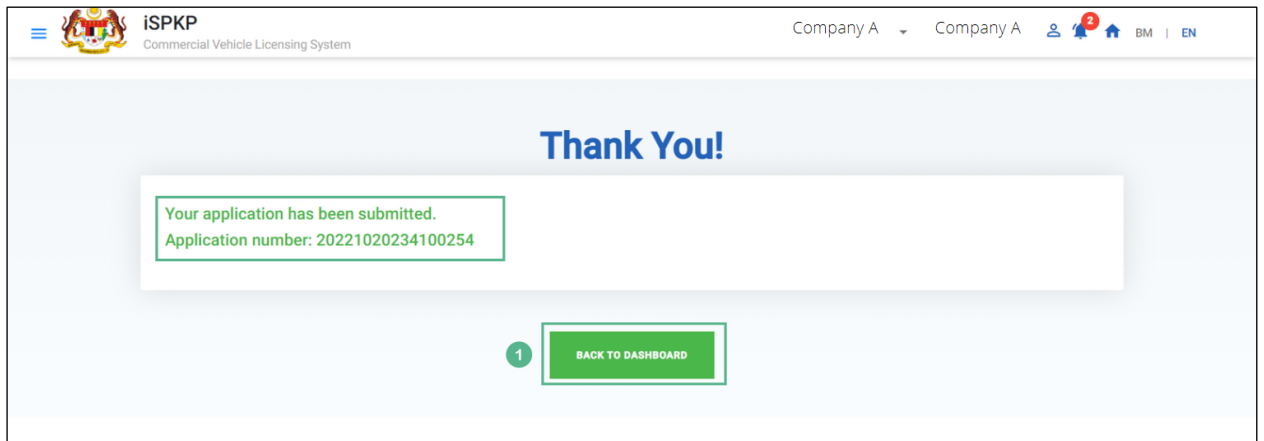 iSPKP
Commercial Vehicle Licensing System
Company A
Company A
2
BM | EN
Thank You!
Your application has been submitted.
Application number: 20221020234100254
1
BACK TO DASHBOARD